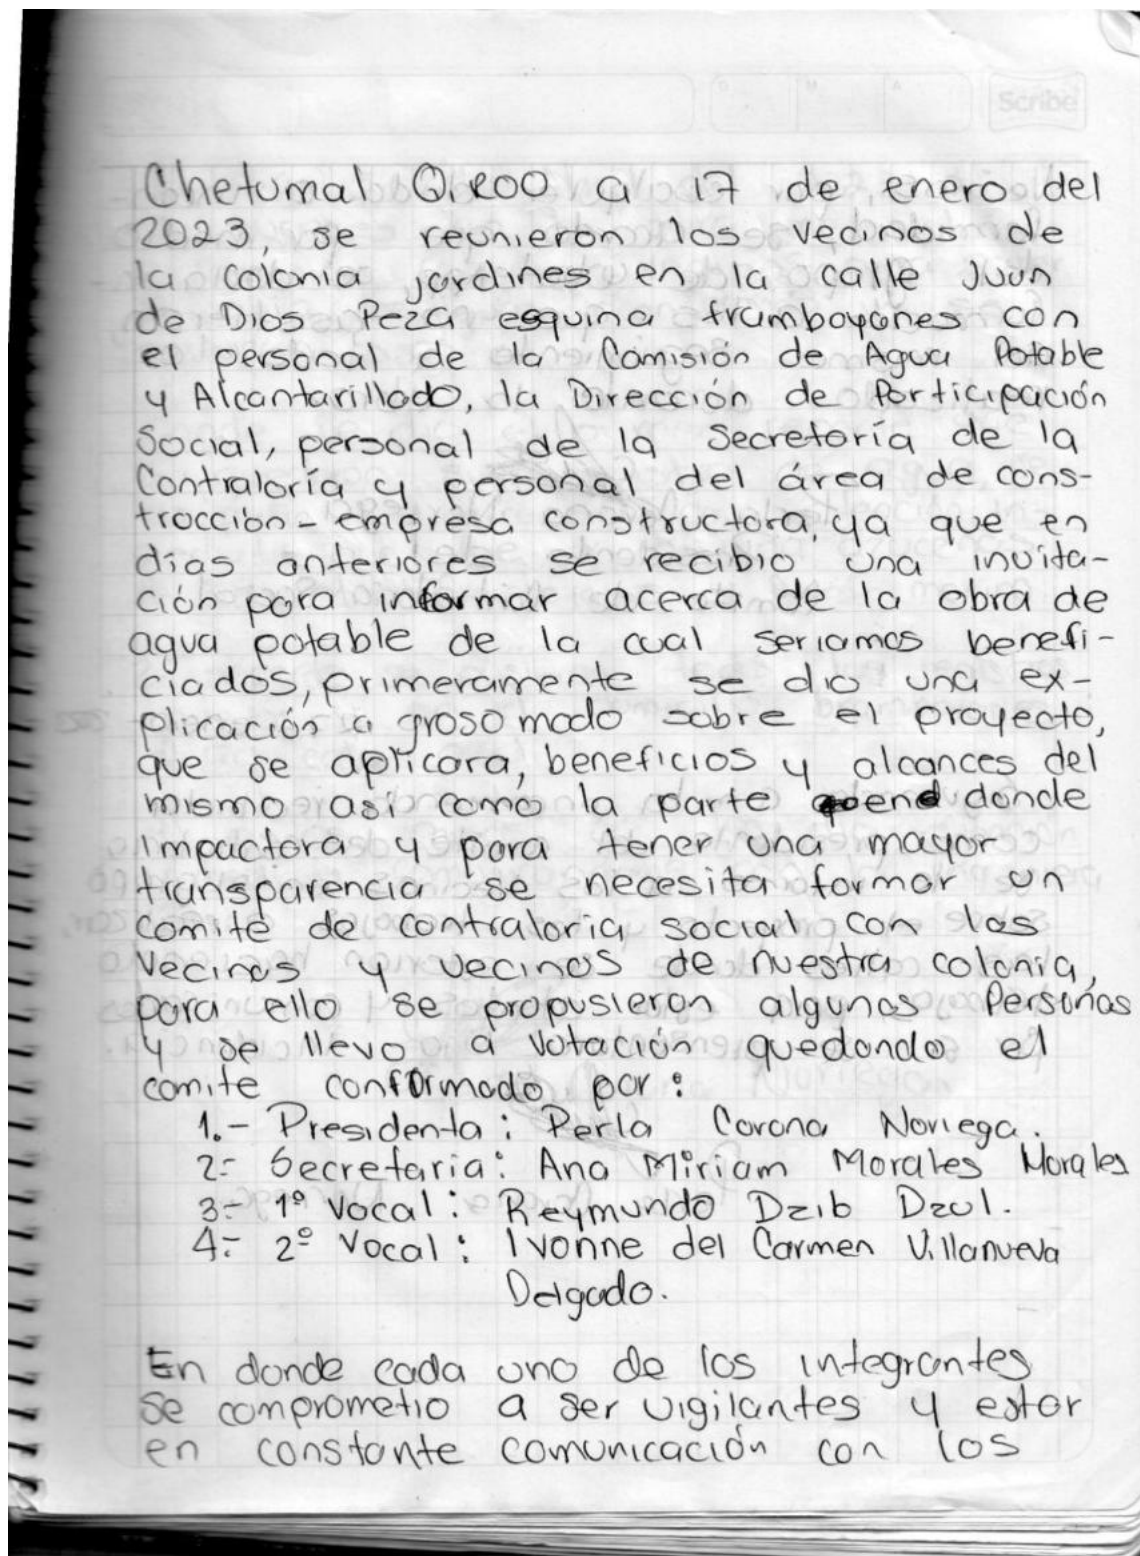 Scribe
Chetumal Q.ROO a 17 de enero del
2023, se reunieron los vecinos de
la colonia jardines en la calle Juan
de Dios Peza esquina framboyanes con
el personal de la Comisión de Agua Potable
y Alcantarillado, la Dirección de Participación
Social, personal de la Secretaría de la
Contraloría y personal del área de cons-
trucción - empresa constructora, ya que en
días anteriores se recibio una invita-
ción para informar acerca de la obra de
agua potable de la cual seriamos benefi-
ciados, primeramente se dio una ex-
plicación a groso modo sobre el proyecto,
que se aplicara, beneficios y alcances del
mismo asi como la parte en donde
impactara y para tener una mayor
transparencia se necesita formar un
comité de contraloria social con las
vecinas y vecinos de nuestra colonia,
para ello se propusieron algunas Personas
y se llevo a votación quedando el
comite conformado por:
1.- Presidenta: Perla Corona Noriega.
2.- Secretaria: Ana Miriam Morales Morales
3.- 1º Vocal: Reymundo Dzib Dzul.
4.- 2º Vocal: Ivonne del Carmen Villanueva
Delgado.
En donde cada uno de los integrantes
se comprometio a ser vigilantes y estar
en constante comunicación con los